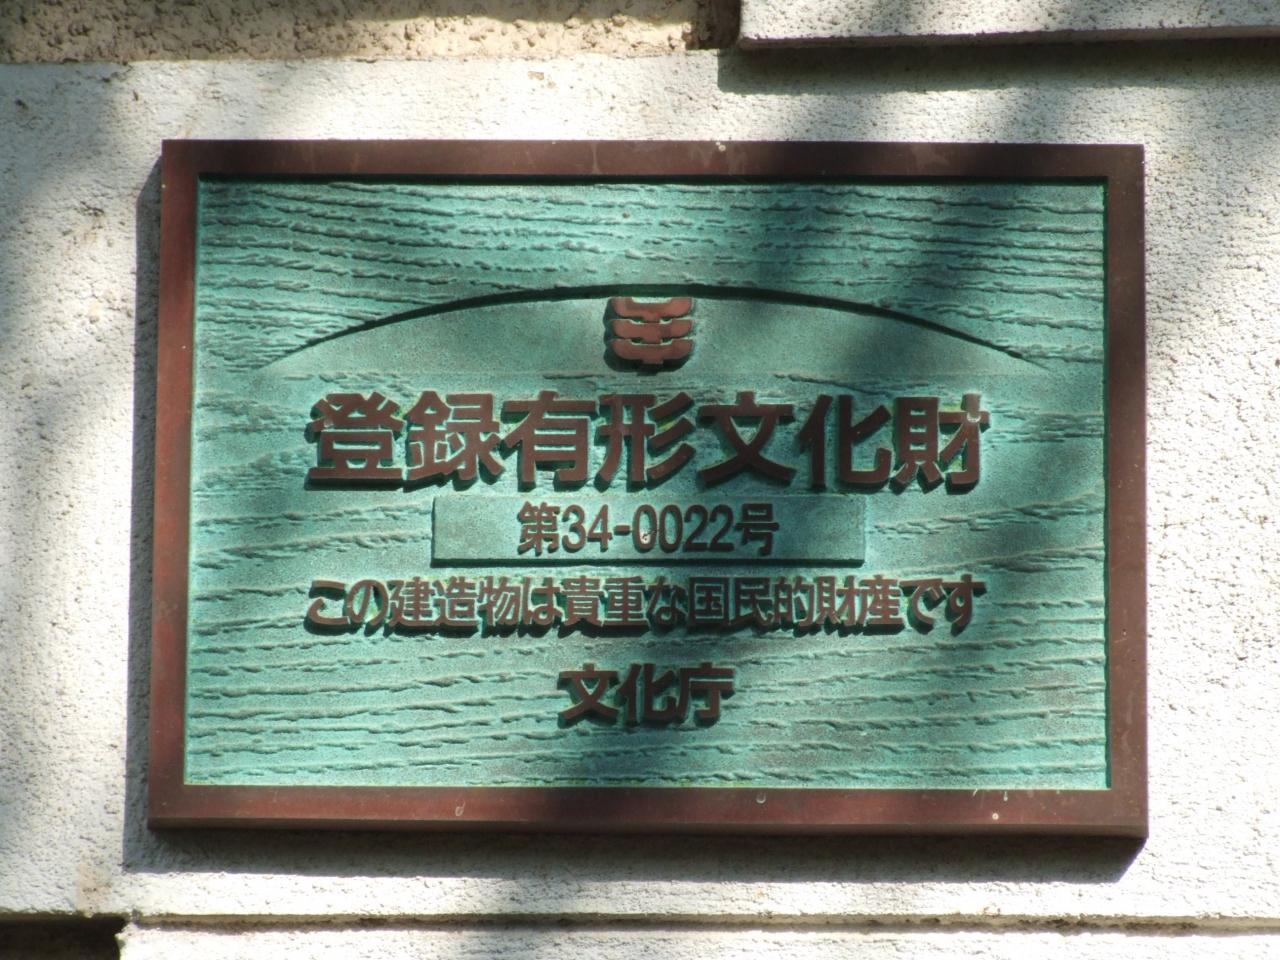 登録有形文化財
第34-0022号
この建造物は貴重な国民的財産です
文化庁